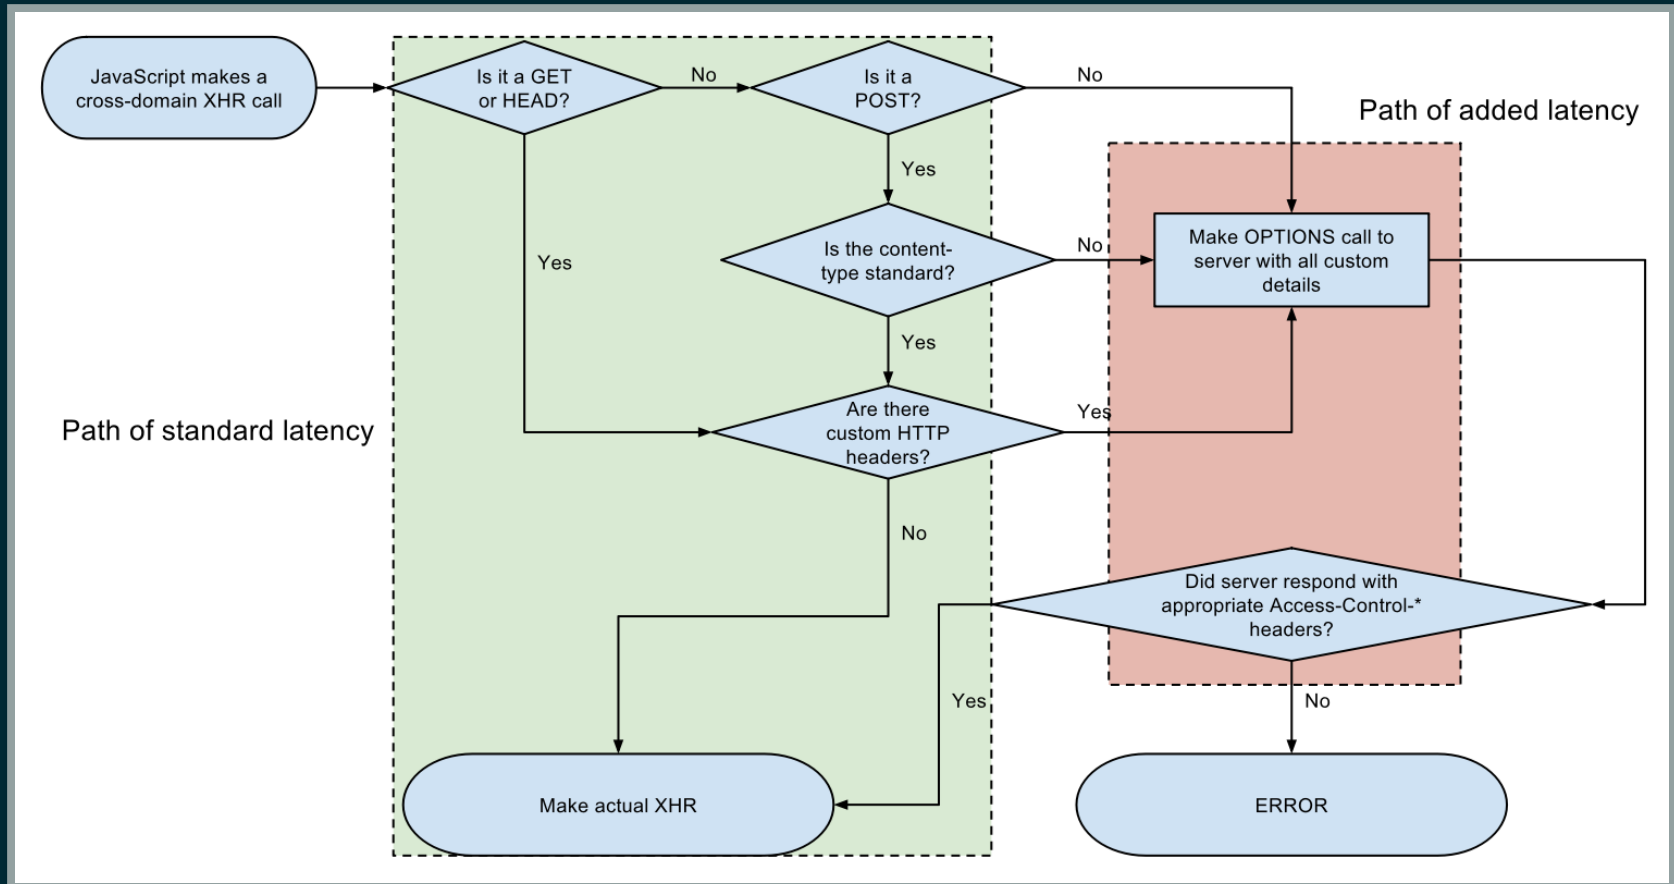 JavaScript makes a
cross-domain XHR call
Is it a GET
or HEAD?
No
Is it a
POST?
No
Path of added latency
Yes
Yes
Is the content-
type standard?
No
Make OPTIONS call to
server with all custom
details
Yes
Path of standard latency
Are there
custom HTTP
headers?
Yes
No
Did server respond with
appropriate Access-Control-*
headers?
Yes
No
Make actual XHR
ERROR